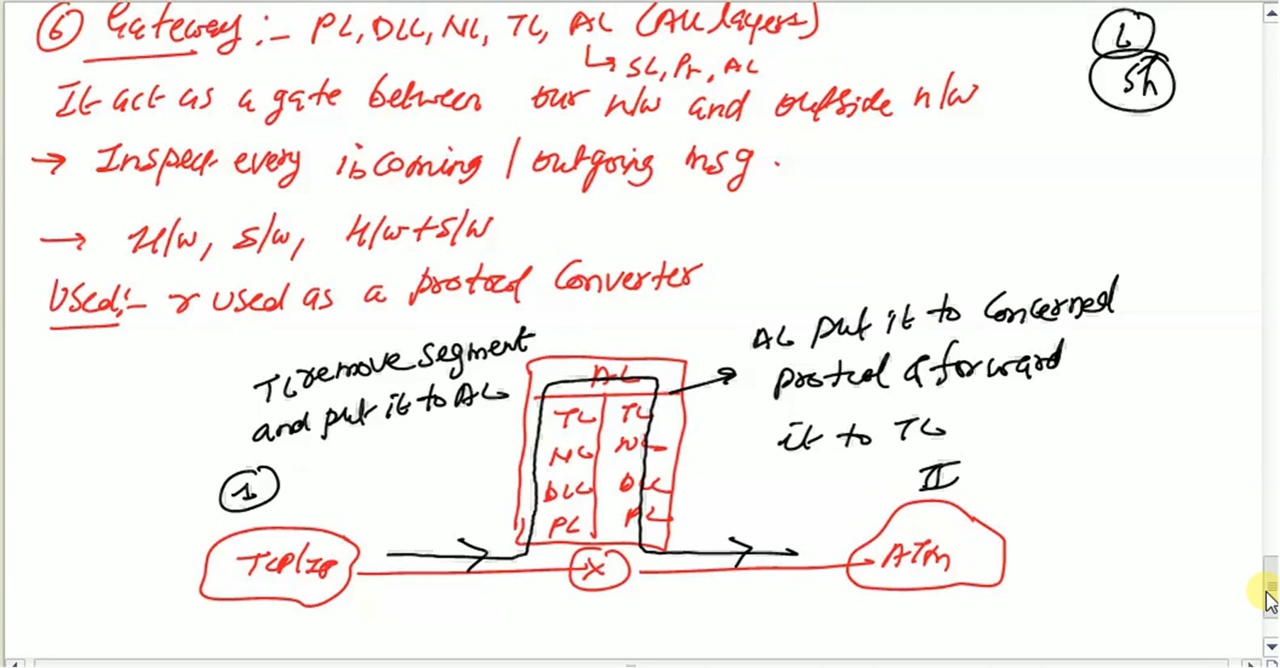 ⑥ Gateway :- PL, DLL, NL, TL, AL (All layers)
↳ SL, Pr, AL
It act as a gate between our n/w and outside n/w
→ Inspect every incoming / outgoing msg.
→ H/w, S/w, H/w+S/w
Used:- r used as a protocol Converter
TL remove segment
and put it to AL
AL put it to concerned
protocol & forward
it to TL
AL
TL TL
NL NL
DLL DLL
PL PL
①
II
TCP/IP
X
ATM
L